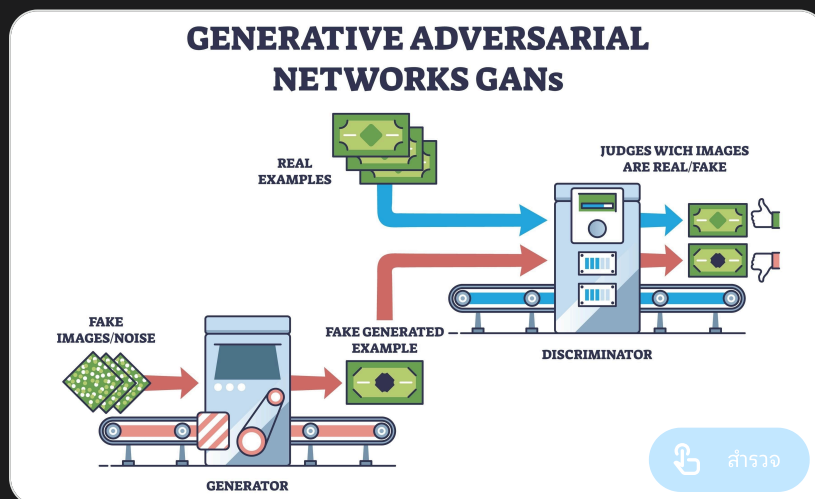 GENERATIVE ADVERSARIAL
NETWORKS GANs
REAL
EXAMPLES
JUDGES WICH IMAGES
ARE REAL/FAKE
FAKE
IMAGES/NOISE
FAKE GENERATED
EXAMPLE
DISCRIMINATOR
GENERATOR
สำรวจ